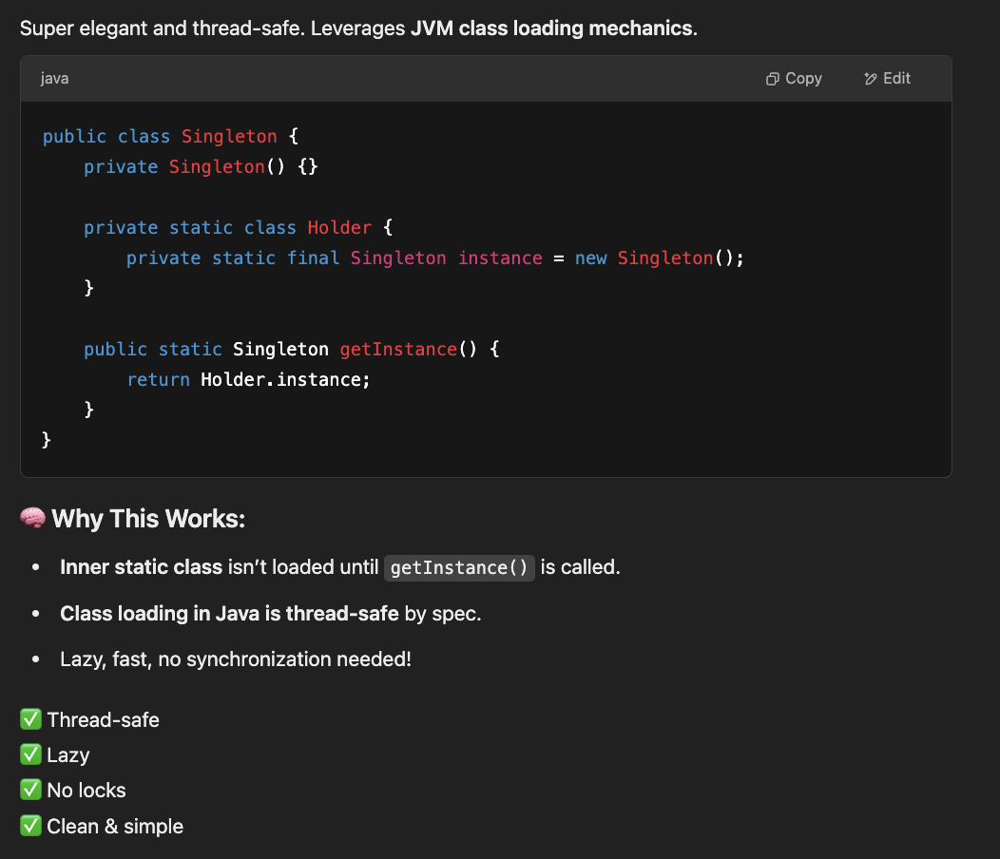 Super elegant and thread-safe. Leverages JVM class loading mechanics.
java Copy Edit
public class Singleton {
    private Singleton() {}

    private static class Holder {
        private static final Singleton instance = new Singleton();
    }

    public static Singleton getInstance() {
        return Holder.instance;
    }
}
🧠 Why This Works:
• Inner static class isn’t loaded until getInstance() is called.
• Class loading in Java is thread-safe by spec.
• Lazy, fast, no synchronization needed!
✅ Thread-safe
✅ Lazy
✅ No locks
✅ Clean & simple